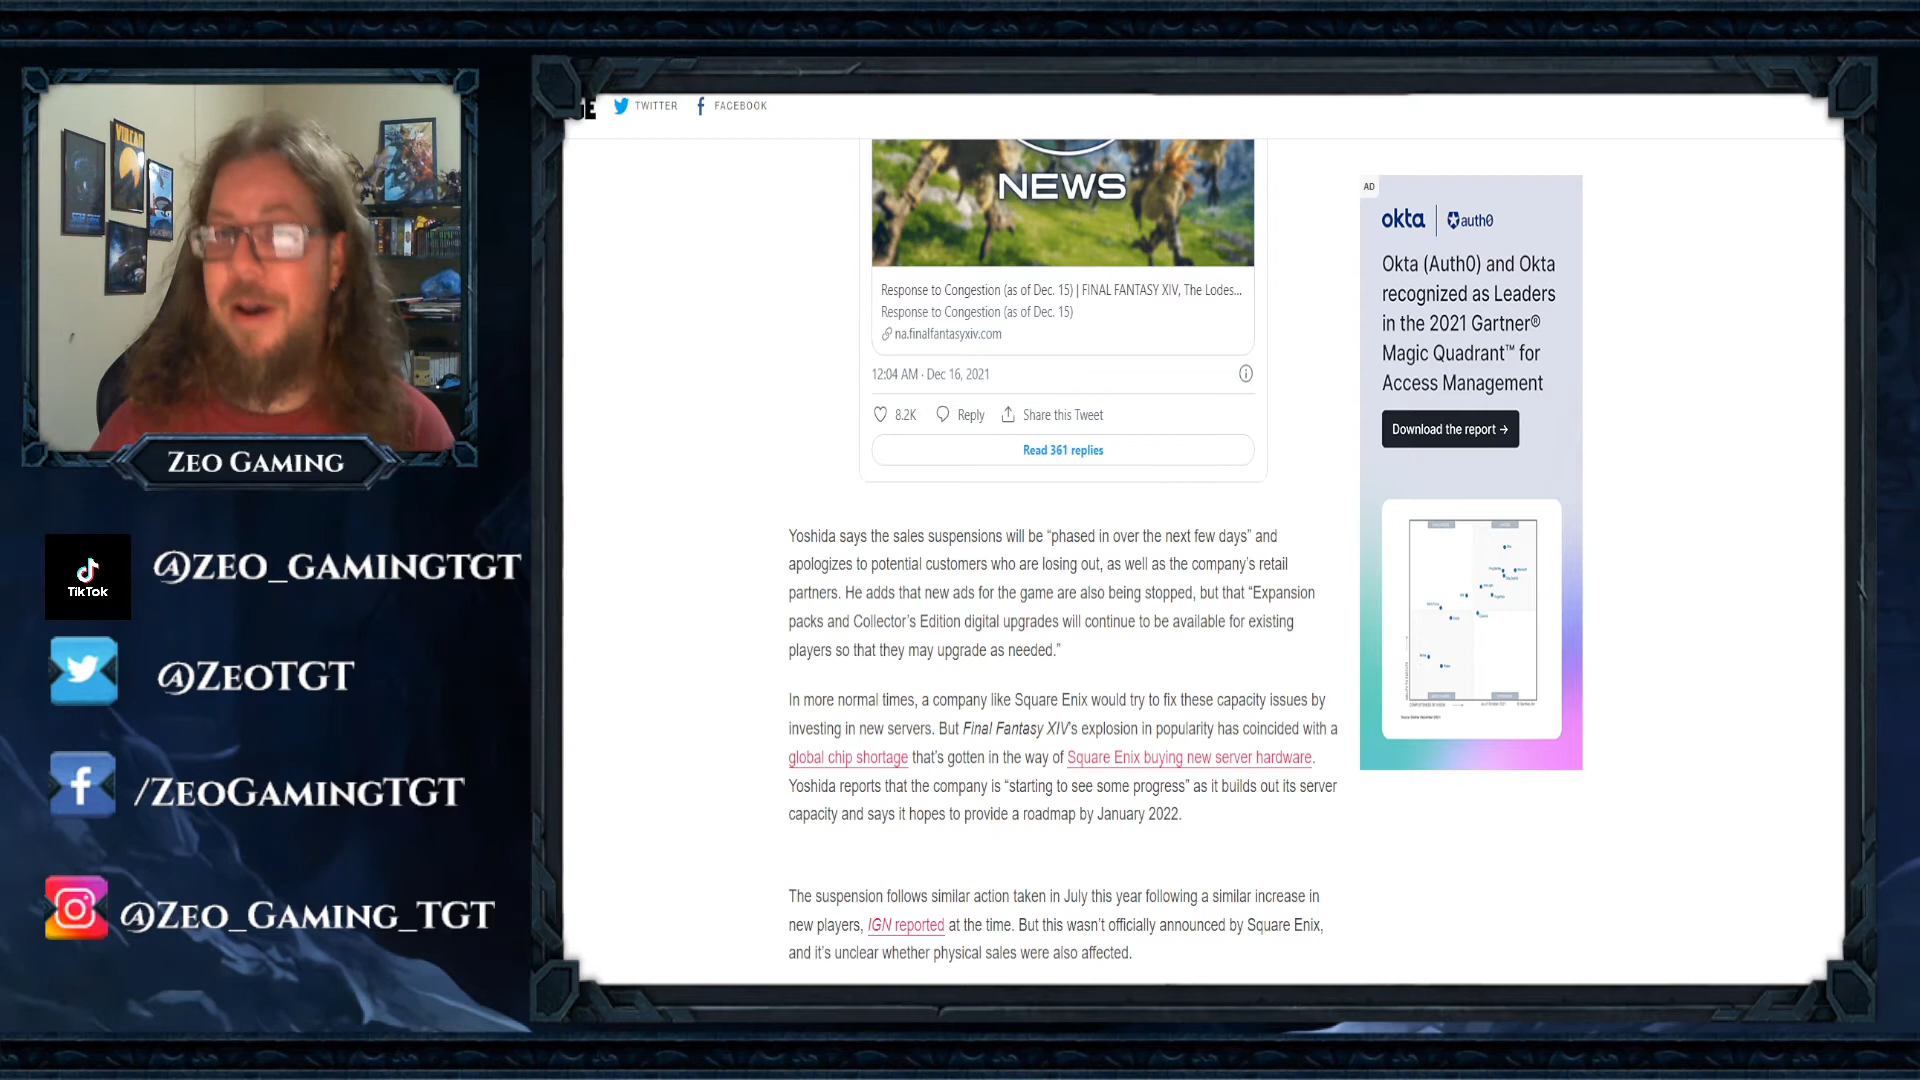 VULCAN
ZEO GAMING
TikTok
@ZEO_GAMINGTGT
@ZEOTGT
/ZEOGAMINGTGT
@ZEO_GAMING_TGT
GE
TWITTER
FACEBOOK
NEWS
Response to Congestion (as of Dec. 15) | FINAL FANTASY XIV, The Lodes...
Response to Congestion (as of Dec. 15)
na.finalfantasyxiv.com
12:04 AM · Dec 16, 2021
8.2K
Reply
Share this Tweet
Read 361 replies
Yoshida says the sales suspensions will be “phased in over the next few days” and
apologizes to potential customers who are losing out, as well as the company’s retail
partners. He adds that new ads for the game are also being stopped, but that “Expansion
packs and Collector’s Edition digital upgrades will continue to be available for existing
players so that they may upgrade as needed.”
In more normal times, a company like Square Enix would try to fix these capacity issues by
investing in new servers. But Final Fantasy XIV’s explosion in popularity has coincided with a
global chip shortage that’s gotten in the way of Square Enix buying new server hardware.
Yoshida reports that the company is “starting to see some progress” as it builds out its server
capacity and says it hopes to provide a roadmap by January 2022.
The suspension follows similar action taken in July this year following a similar increase in
new players, IGN reported at the time. But this wasn’t officially announced by Square Enix,
and it’s unclear whether physical sales were also affected.
AD
okta
auth0
Okta (Auth0) and Okta
recognized as Leaders
in the 2021 Gartner®
Magic Quadrant™ for
Access Management
Download the report →